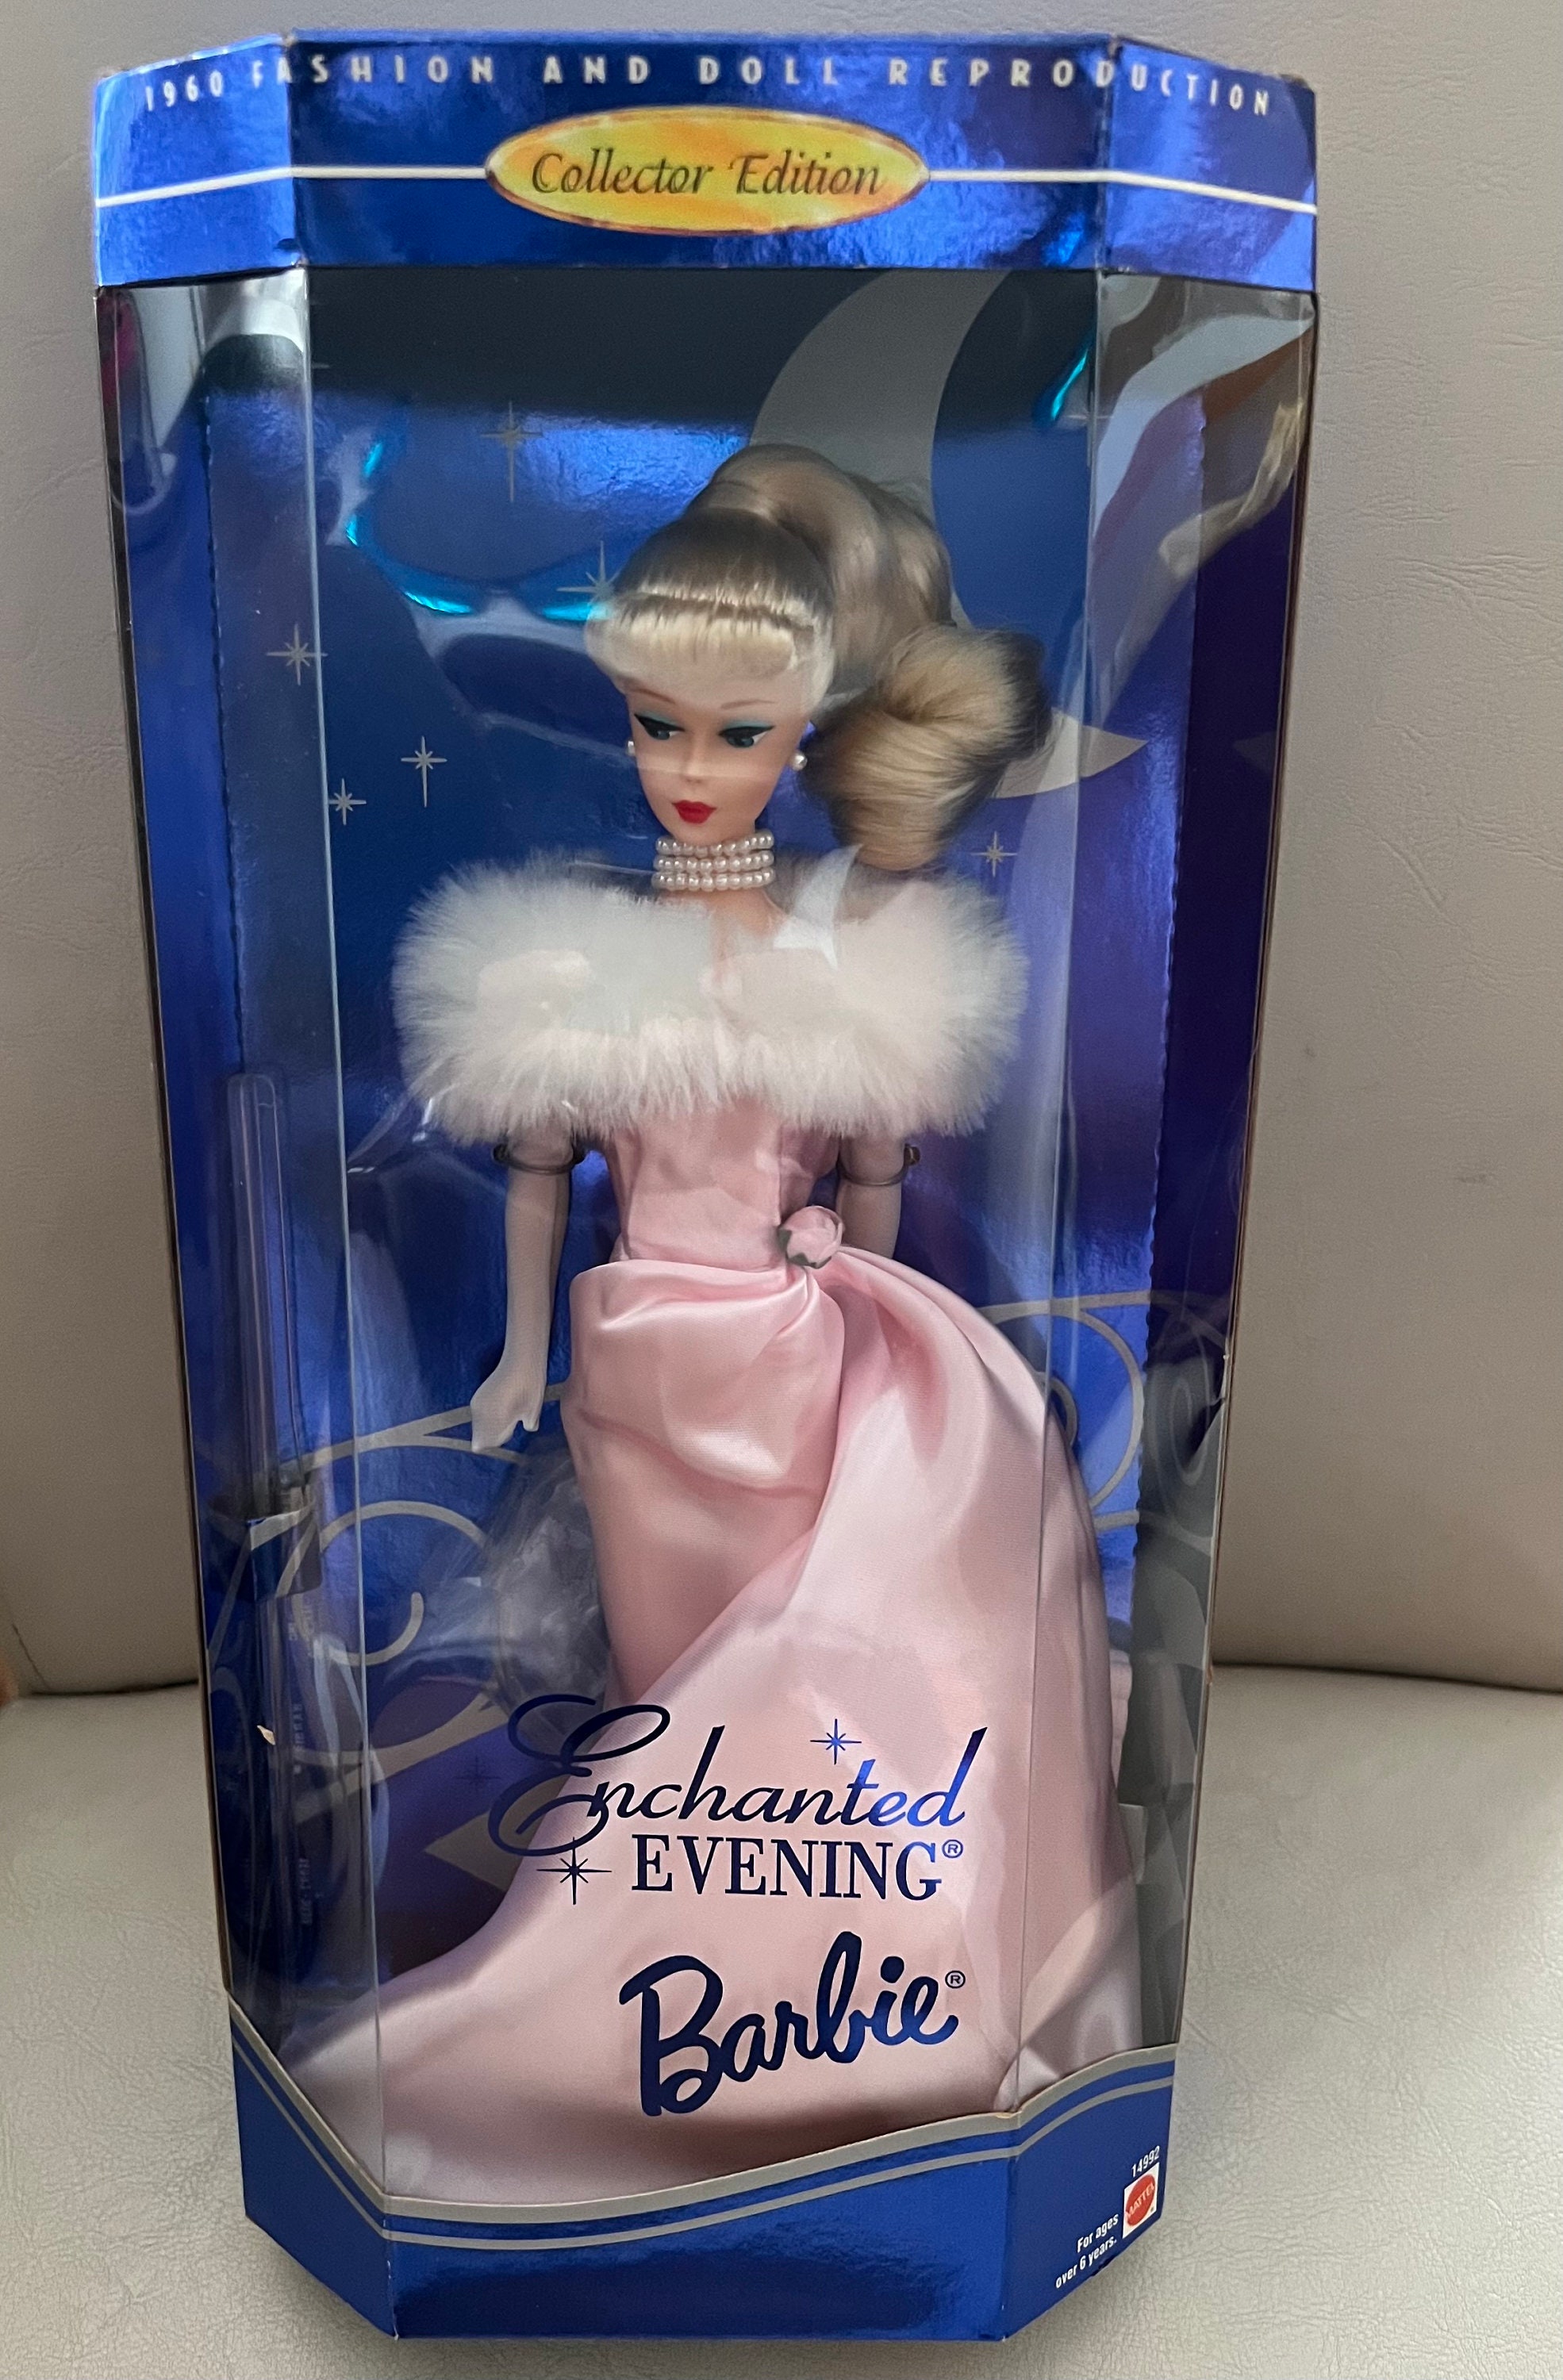 1960 FASHION AND DOLL REPRODUCTION
Collector Edition
Enchanted
EVENING®
Barbie®
14992
MATTEL
For ages
over 6 years.